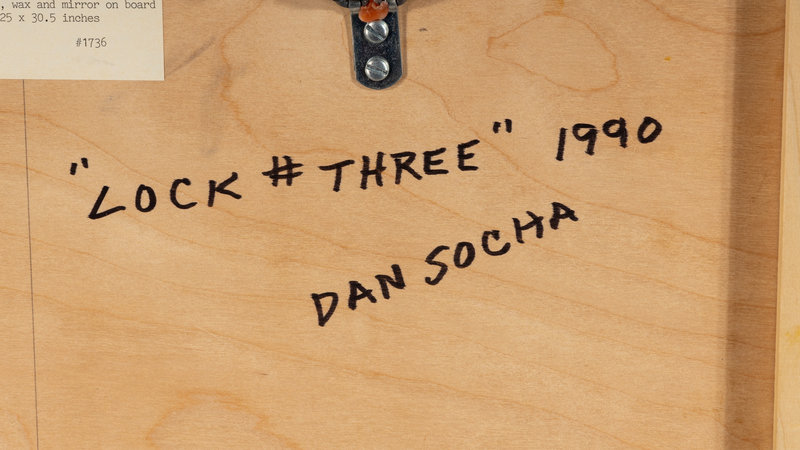 , wax and mirror on board
25 x 30.5 inches
#1736
"LOCK # THREE" 1990
DAN SOCHA